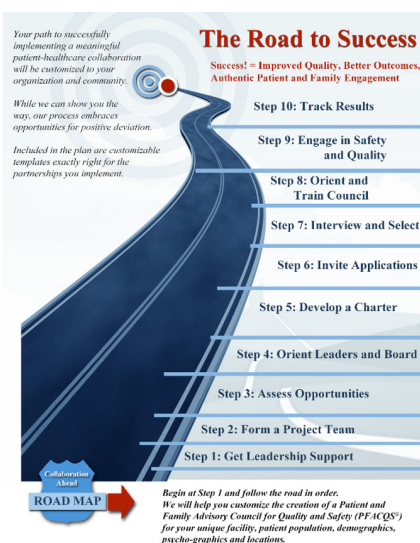 Your path to successfully
implementing a meaningful
patient-healthcare collaboration
will be customized to your
organization and community.
While we can show you the
way, our process embraces
opportunities for positive deviation.
Included in the plan are customizable
templates exactly right for the
partnerships you implement.
The Road to Success
Success! = Improved Quality, Better Outcomes,
Authentic Patient and Family Engagement
Step 10: Track Results
Step 9: Engage in Safety
and Quality
Step 8: Orient and
Train Council
Step 7: Interview and Select
Step 6: Invite Applications
Step 5: Develop a Charter
Step 4: Orient Leaders and Board
Step 3: Assess Opportunities
Step 2: Form a Project Team
Step 1: Get Leadership Support
Collaboration
Ahead
ROAD MAP
Begin at Step 1 and follow the road in order.
We will help you customize the creation of a Patient and
Family Advisory Council for Quality and Safety (PFACQS®)
for your unique facility, patient population, demographics,
psycho-graphics and locations.